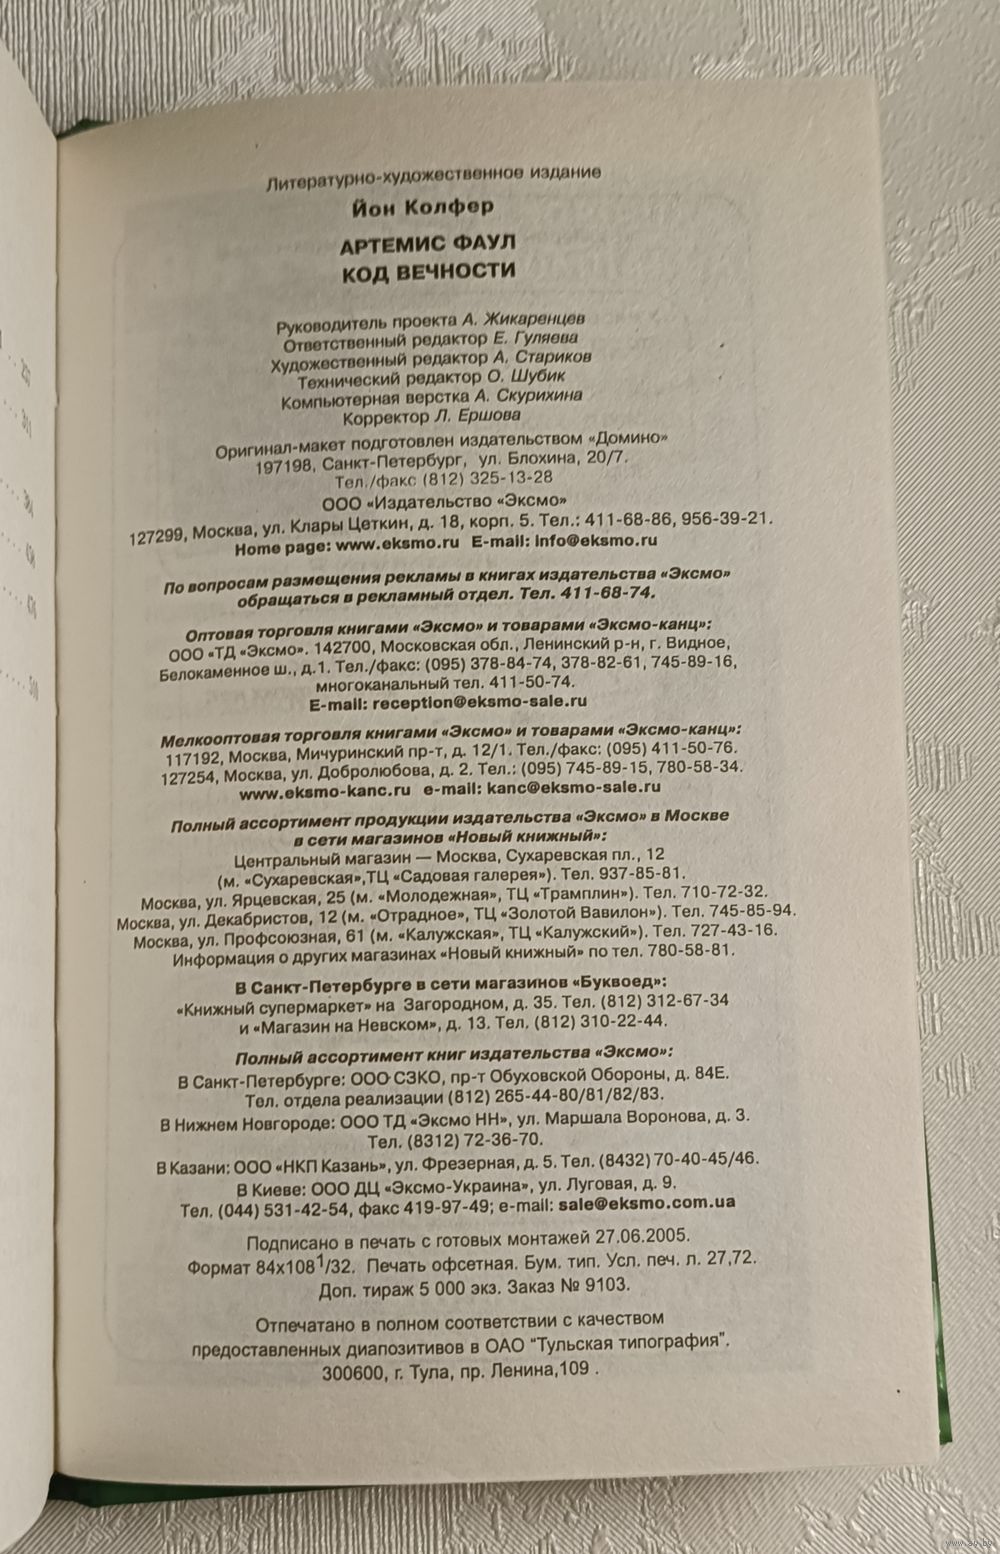 Литературно-художественное издание
Йон Колфер
АРТЕМИС ФАУЛ
КОД ВЕЧНОСТИ
Руководитель проекта А. Жикаренцев
Ответственный редактор Е. Гуляева
Художественный редактор А. Стариков
Технический редактор О. Шубик
Компьютерная верстка А. Скурихина
Корректор Л. Ершова
Оригинал-макет подготовлен издательством «Домино»
197198, Санкт-Петербург, ул. Блохина, 20/7.
Тел./факс (812) 325-13-28
ООО «Издательство «Эксмо»
127299, Москва, ул. Клары Цеткин, д. 18, корп. 5. Тел.: 411-68-86, 956-39-21.
Home page: www.eksmo.ru E-mail: info@eksmo.ru
По вопросам размещения рекламы в книгах издательства «Эксмо»
обращаться в рекламный отдел. Тел. 411-68-74.
Оптовая торговля книгами «Эксмо» и товарами «Эксмо-канц»:
ООО «ТД «Эксмо». 142700, Московская обл., Ленинский р-н, г. Видное,
Белокаменное ш., д.1. Тел./факс: (095) 378-84-74, 378-82-61, 745-89-16,
многоканальный тел. 411-50-74.
E-mail: reception@eksmo-sale.ru
Мелкооптовая торговля книгами «Эксмо» и товарами «Эксмо-канц»:
117192, Москва, Мичуринский пр-т, д. 12/1. Тел./факс: (095) 411-50-76.
127254, Москва, ул. Добролюбова, д. 2. Тел.: (095) 745-89-15, 780-58-34.
www.eksmo-kanc.ru e-mail: kanc@eksmo-sale.ru
Полный ассортимент продукции издательства «Эксмо» в Москве
в сети магазинов «Новый книжный»:
Центральный магазин — Москва, Сухаревская пл., 12
(м. «Сухаревская»,ТЦ «Садовая галерея»). Тел. 937-85-81.
Москва, ул. Ярцевская, 25 (м. «Молодежная», ТЦ «Трамплин»). Тел. 710-72-32.
Москва, ул. Декабристов, 12 (м. «Отрадное», ТЦ «Золотой Вавилон»). Тел. 745-85-94.
Москва, ул. Профсоюзная, 61 (м. «Калужская», ТЦ «Калужский»). Тел. 727-43-16.
Информация о других магазинах «Новый книжный» по тел. 780-58-81.
В Санкт-Петербурге в сети магазинов «Буквоед»:
«Книжный супермаркет» на Загородном, д. 35. Тел. (812) 312-67-34
и «Магазин на Невском», д. 13. Тел. (812) 310-22-44.
Полный ассортимент книг издательства «Эксмо»:
В Санкт-Петербурге: ООО СЗКО, пр-т Обуховской Обороны, д. 84Е.
Тел. отдела реализации (812) 265-44-80/81/82/83.
В Нижнем Новгороде: ООО ТД «Эксмо НН», ул. Маршала Воронова, д. 3.
Тел. (8312) 72-36-70.
В Казани: ООО «НКП Казань», ул. Фрезерная, д. 5. Тел. (8432) 70-40-45/46.
В Киеве: ООО ДЦ «Эксмо-Украина», ул. Луговая, д. 9.
Тел. (044) 531-42-54, факс 419-97-49; e-mail: sale@eksmo.com.ua
Подписано в печать с готовых монтажей 27.06.2005.
Формат 84x108 1/32. Печать офсетная. Бум. тип. Усл. печ. л. 27,72.
Доп. тираж 5 000 экз. Заказ № 9103.
Отпечатано в полном соответствии с качеством
предоставленных диапозитивов в ОАО "Тульская типография".
300600, г. Тула, пр. Ленина,109 .